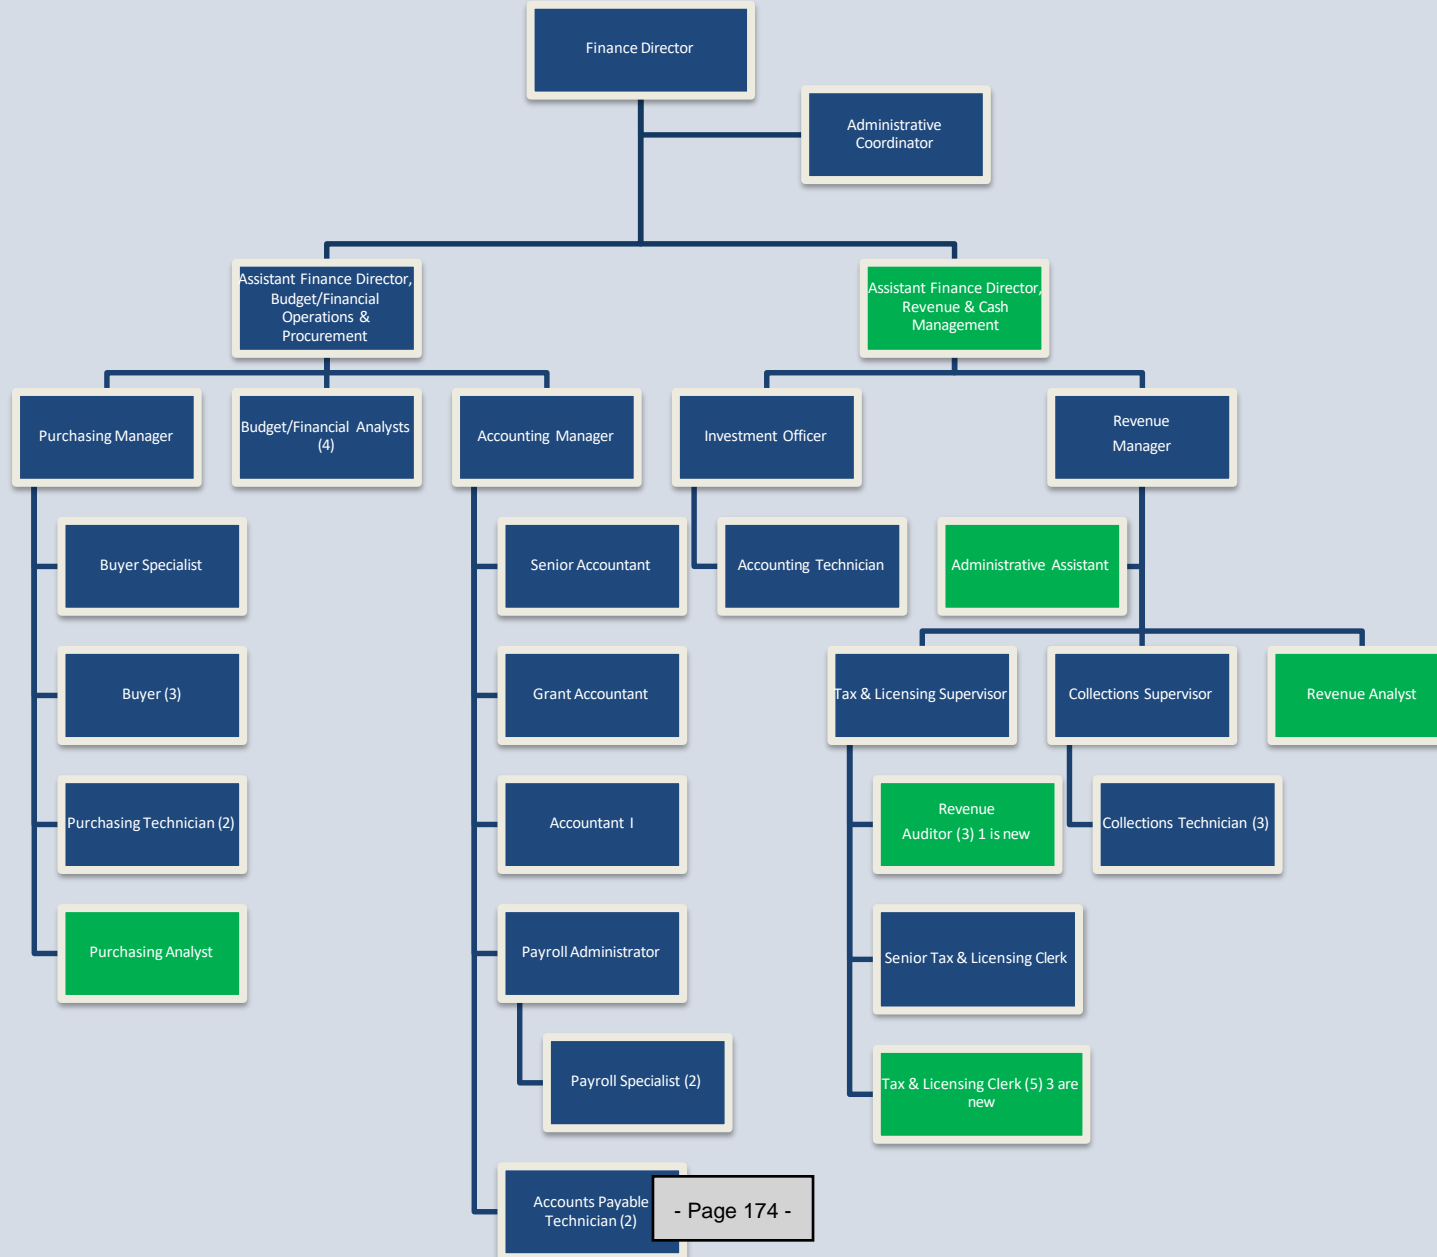 Finance Director
Administrative
Coordinator
Assistant Finance Director,
Budget/Financial
Operations &
Procurement
Assistant Finance Director,
Revenue & Cash
Management
Purchasing Manager
Budget/Financial Analysts
(4)
Accounting Manager
Investment Officer
Revenue
Manager
Buyer Specialist
Senior Accountant
Accounting Technician
Administrative Assistant
Buyer (3)
Grant Accountant
Tax & Licensing Supervisor
Collections Supervisor
Revenue Analyst
Purchasing Technician (2)
Accountant I
Revenue
Auditor (3) 1 is new
Collections Technician (3)
Purchasing Analyst
Payroll Administrator
Senior Tax & Licensing Clerk
Payroll Specialist (2)
Tax & Licensing Clerk (5) 3 are
new
Accounts Payable
Technician (2)
- Page 174 -